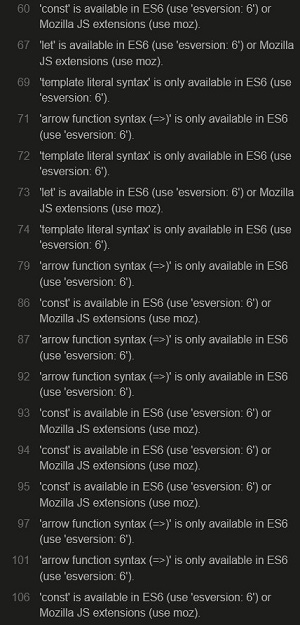 60 'const' is available in ES6 (use 'esversion: 6') or
Mozilla JS extensions (use moz).
67 'let' is available in ES6 (use 'esversion: 6') or Mozilla
JS extensions (use moz).
69 'template literal syntax' is only available in ES6 (use
'esversion: 6').
71 'arrow function syntax (=>)' is only available in ES6
(use 'esversion: 6').
72 'template literal syntax' is only available in ES6 (use
'esversion: 6').
73 'let' is available in ES6 (use 'esversion: 6') or Mozilla
JS extensions (use moz).
74 'template literal syntax' is only available in ES6 (use
'esversion: 6').
79 'arrow function syntax (=>)' is only available in ES6
(use 'esversion: 6').
86 'const' is available in ES6 (use 'esversion: 6') or
Mozilla JS extensions (use moz).
87 'arrow function syntax (=>)' is only available in ES6
(use 'esversion: 6').
92 'arrow function syntax (=>)' is only available in ES6
(use 'esversion: 6').
93 'const' is available in ES6 (use 'esversion: 6') or
Mozilla JS extensions (use moz).
94 'const' is available in ES6 (use 'esversion: 6') or
Mozilla JS extensions (use moz).
95 'const' is available in ES6 (use 'esversion: 6') or
Mozilla JS extensions (use moz).
97 'arrow function syntax (=>)' is only available in ES6
(use 'esversion: 6').
101 'arrow function syntax (=>)' is only available in ES6
(use 'esversion: 6').
106 'const' is available in ES6 (use 'esversion: 6') or
Mozilla JS extensions (use moz).